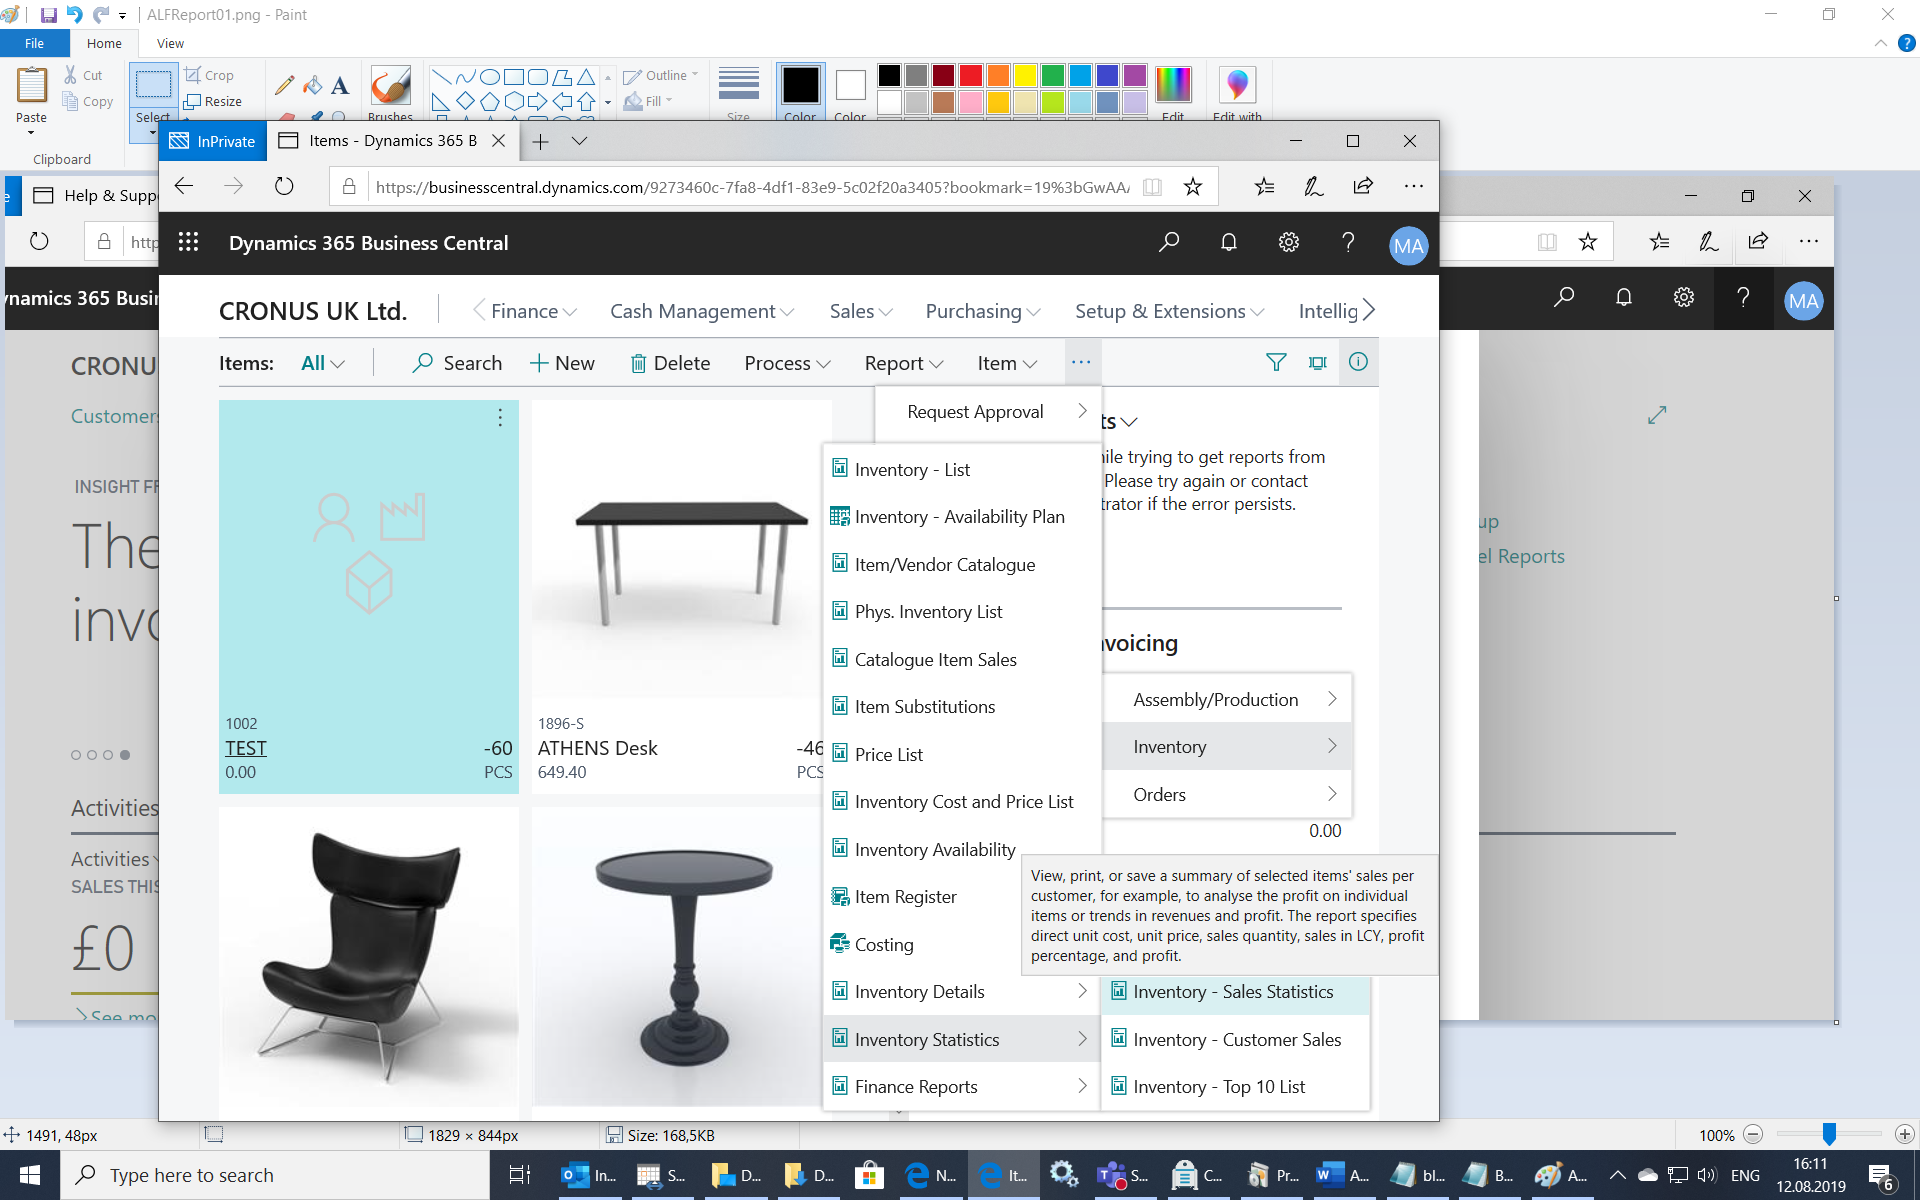 ALFReport01.png - Paint
File
Home
View
Cut
Copy
Paste
Clipboard
Select
Crop
Resize
Brushes
Outline
Fill
Size
Color
Color
Edit
Edit with
InPrivate
Items - Dynamics 365 B
https://businesscentral.dynamics.com/9273460c-7fa8-4df1-83e9-5c02f20a3405?bookmark=19%3bGwAA
Dynamics 365 Business Central
MA
CRONUS UK Ltd.
Finance
Cash Management
Sales
Purchasing
Setup & Extensions
Intellig
Items:
All
Search
New
Delete
Process
Report
Item
Request Approval
Inventory - List
Inventory - Availability Plan
Item/Vendor Catalogue
Phys. Inventory List
Catalogue Item Sales
Item Substitutions
Price List
Inventory Cost and Price List
Inventory Availability
Item Register
Costing
Inventory Details
Inventory Statistics
Finance Reports
ts
ile trying to get reports from
Please try again or contact
trator if the error persists.
voicing
Assembly/Production
Inventory
Orders
0.00
View, print, or save a summary of selected items' sales per
customer, for example, to analyse the profit on individual
items or trends in revenues and profit. The report specifies
direct unit cost, unit price, sales quantity, sales in LCY, profit
percentage, and profit.
Inventory - Sales Statistics
Inventory - Customer Sales
Inventory - Top 10 List
1002
TEST
-60
0.00
PCS
1896-S
ATHENS Desk
-46
649.40
PCS
e
Help & Supp
http
ynamics 365 Busi
MA
CRONU
Customers
INSIGHT F
The
invo
Activities
Activities
SALES THIS
£0
See mo
up
el Reports
1491, 48px
1829 × 844px
Size: 168,5KB
100%
Type here to search
In...
S...
D...
D...
N...
It...
S...
C...
Pr...
A...
bl...
B...
A...
ENG
16:11
12.08.2019
6